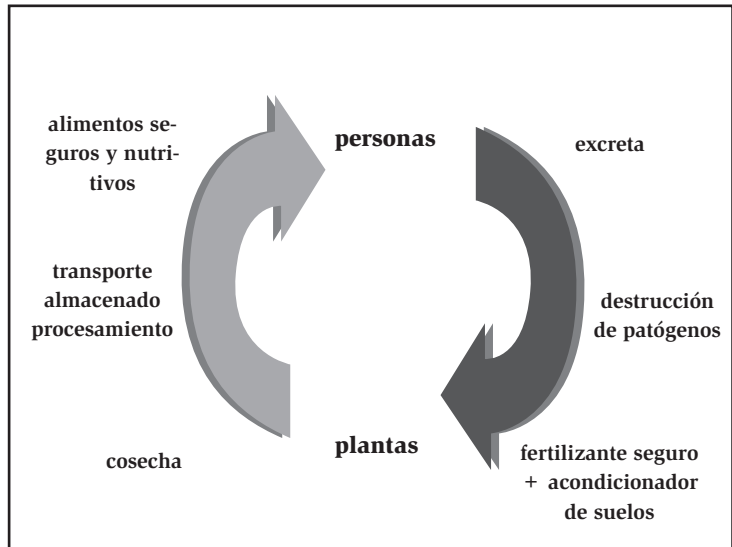 alimentos se-
guros y nutri-
tivos
personas
excreta
transporte
almacenado
procesamiento
destrucción
de patógenos
cosecha
plantas
fertilizante seguro
+ acondicionador
de suelos